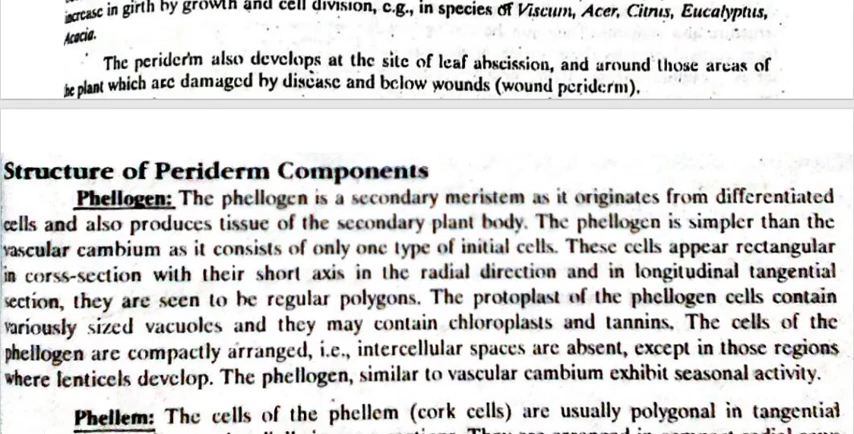 increase in girth by growth and cell division, e.g., in species of Viscum, Acer, Citrus, Eucalyptus,
Acacia.
The periderm also develops at the site of leaf abscission, and around those areas of
he plant which are damaged by disease and below wounds (wound periderm).
Structure of Periderm Components
Phellogen: The phellogen is a secondary meristem as it originates from differentiated
cells and also produces tissue of the secondary plant body. The phellogen is simpler than the
vascular cambium as it consists of only one type of initial cells. These cells appear rectangular
in corss-section with their short axis in the radial direction and in longitudinal tangential
section, they are seen to be regular polygons. The protoplast of the phellogen cells contain
variously sized vacuoles and they may contain chloroplasts and tannins. The cells of the
phellogen are compactly arranged, i.e., intercellular spaces are absent, except in those regions
where lenticels develop. The phellogen, similar to vascular cambium exhibit seasonal activity.
Phellem: The cells of the phellem (cork cells) are usually polygonal in tangential